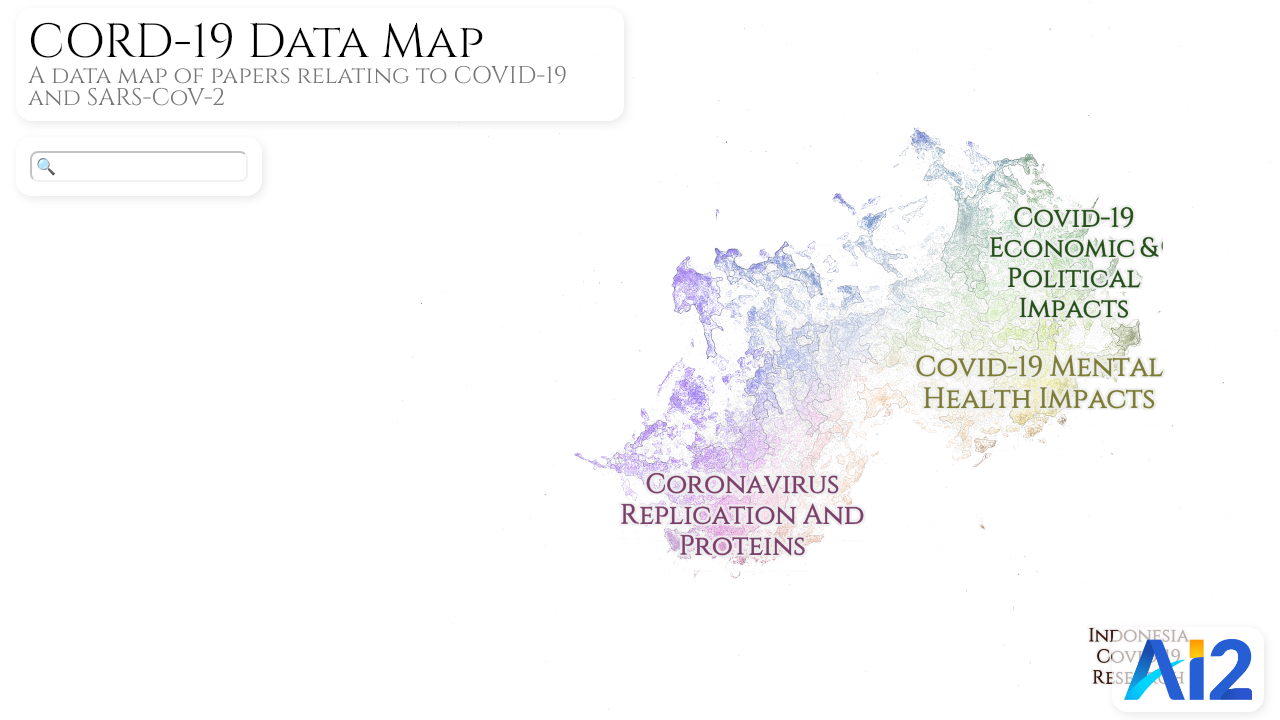 CORD-19 Data Map
A data map of papers relating to COVID-19
and SARS-CoV-2
Covid-19
Economic &
Political
Impacts
Covid-19 Mental
Health Impacts
Coronavirus
Replication And
Proteins
Indonesia
Covid-19
Research
Ai2